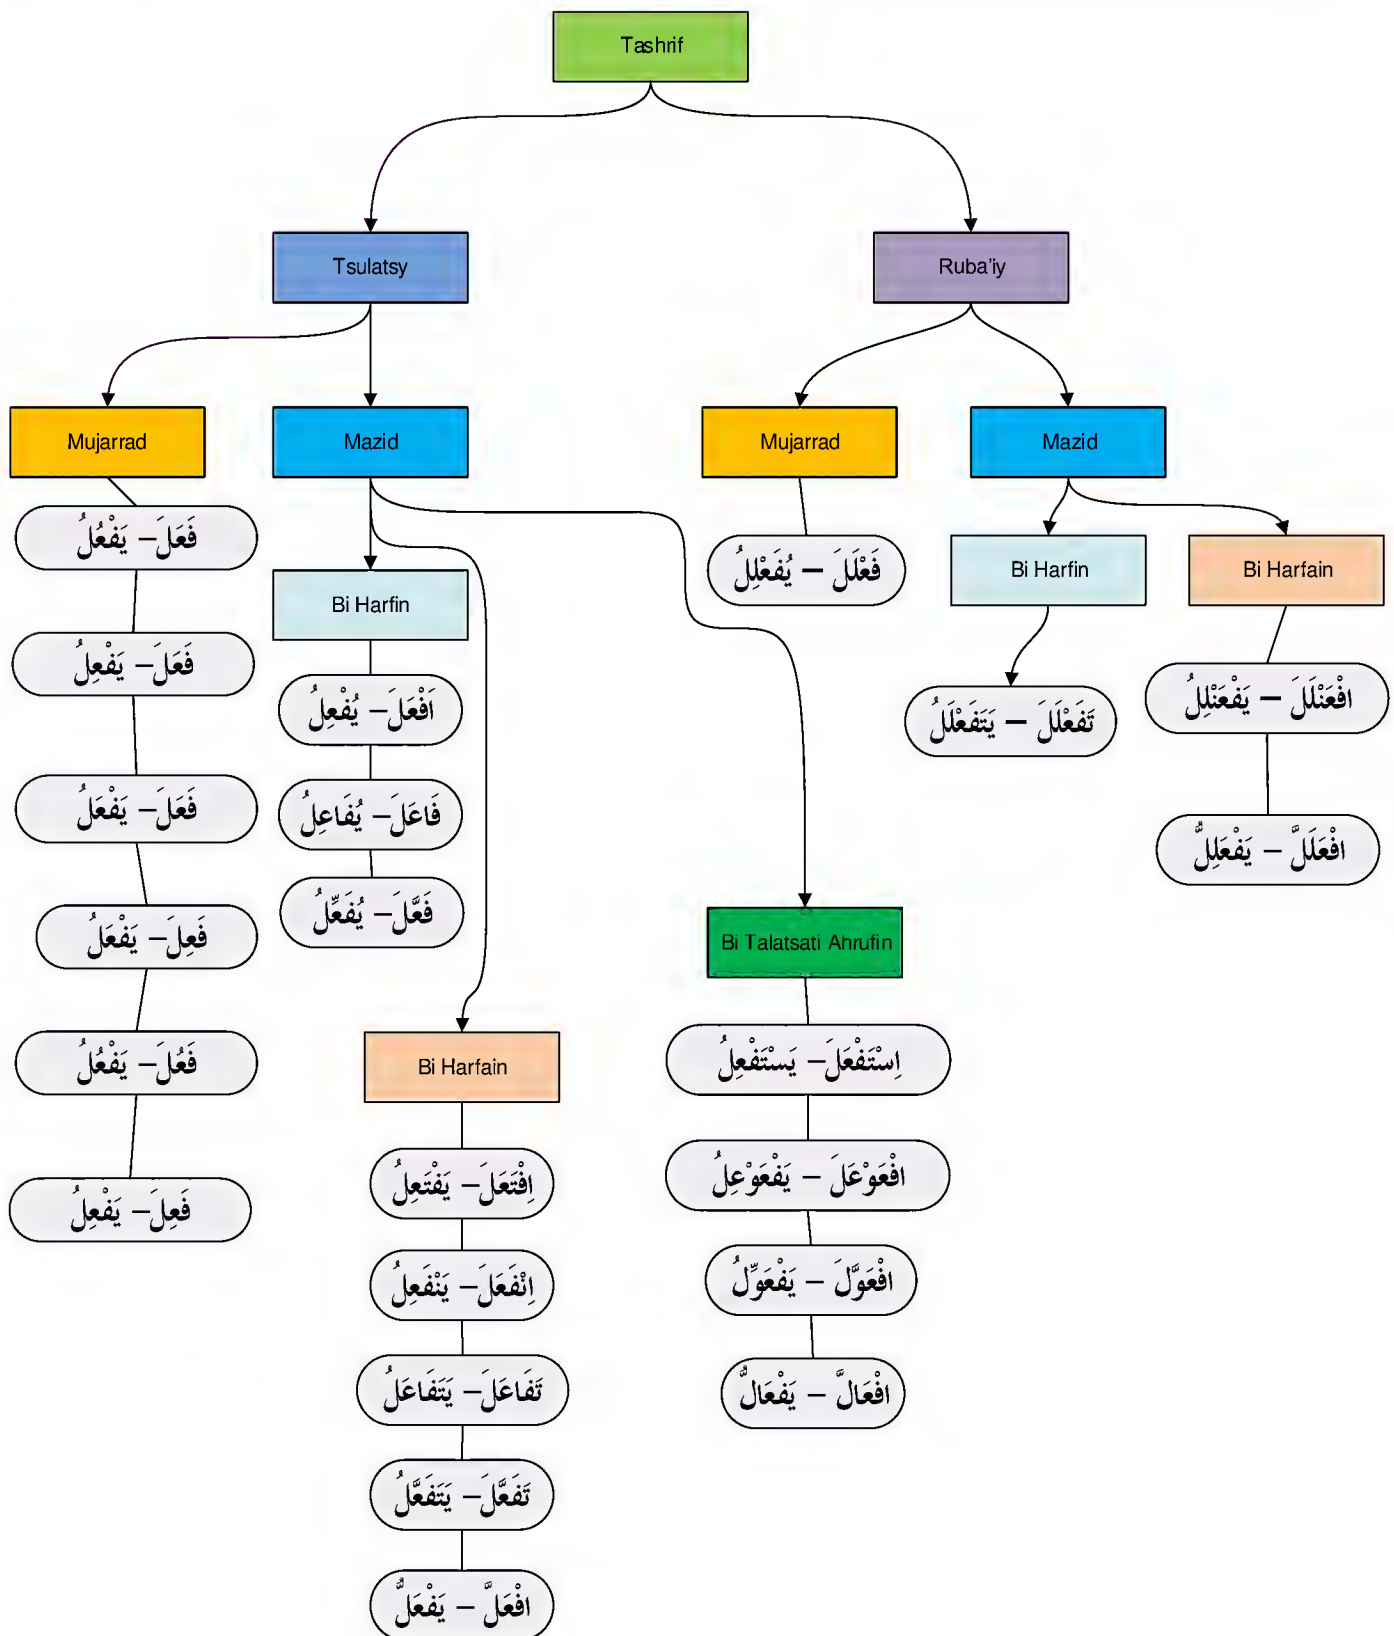 Tashrif
Tsulatsy
Ruba'iy
Mujarrad
Mazid
Mujarrad
Mazid
فَعَلَ – يَفْعُلُ
فَعَلَ – يَفْعِلُ
فَعَلَ – يَفْعَلُ
فَعِلَ – يَفْعَلُ
فَعُلَ – يَفْعُلُ
فَعِلَ – يَفْعِلُ
Bi Harfin
اَفْعَلَ – يُفْعِلُ
فَاعَلَ – يُفَاعِلُ
فَعَّلَ – يُفَعِّلُ
Bi Harfain
اِفْتَعَلَ – يَفْتَعِلُ
اِنْفَعَلَ – يَنْفَعِلُ
تَفَاعَلَ – يَتَفَاعَلُ
تَفَعَّلَ – يَتَفَعَّلُ
افْعَلَّ – يَفْعَلُّ
Bi Talatsati Ahrufin
اِسْتَفْعَلَ – يَسْتَفْعِلُ
افْعَوْعَلَ – يَفْعَوْعِلُ
افْعَوَّلَ – يَفْعَوِّلُ
افْعَالَّ – يَفْعَالُّ
فَعْلَلَ – يُفَعْلِلُ
Bi Harfin
تَفَعْلَلَ – يَتَفَعْلَلُ
Bi Harfain
افْعَنْلَلَ – يَفْعَنْلِلُ
افْعَلَلَّ – يَفْعَلِلُّ